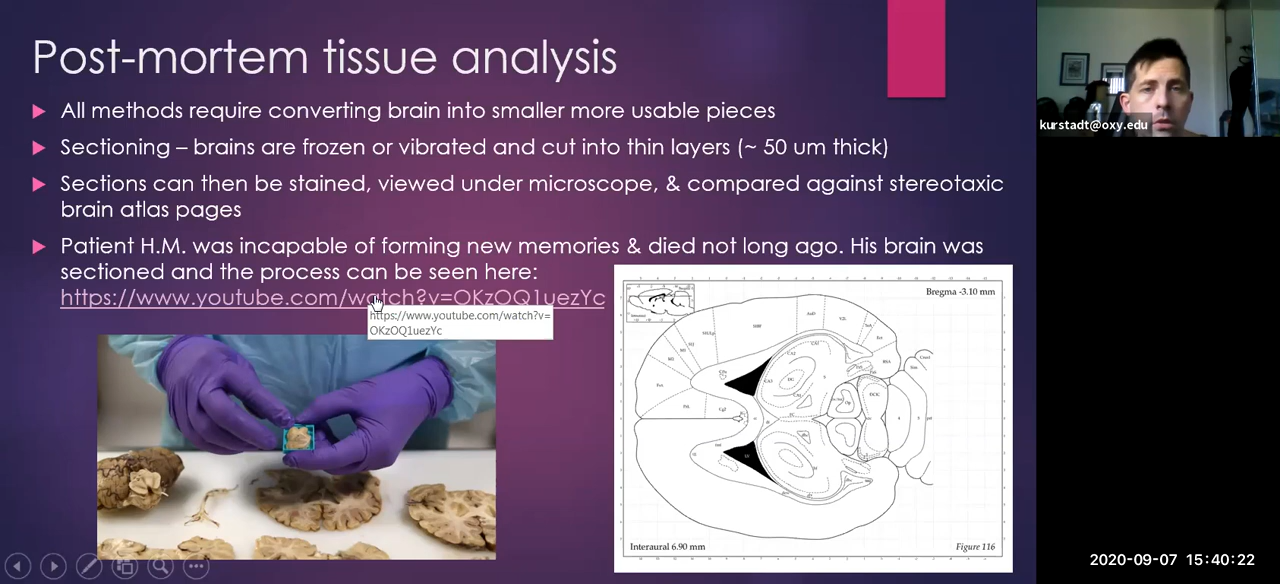 Post-mortem tissue analysis
All methods require converting brain into smaller more usable pieces
Sectioning – brains are frozen or vibrated and cut into thin layers (~ 50 um thick)
Sections can then be stained, viewed under microscope, & compared against stereotaxic
brain atlas pages
Patient H.M. was incapable of forming new memories & died not long ago. His brain was
sectioned and the process can be seen here:
https://www.youtube.com/watch?v=OKzOQ1uezYc
https://www.youtube.com/watch?v=
OKzOQ1uezYc
Bregma -3.10 mm
CA1
CA2
CA3
DG
Interaural 6.90 mm
Figure 116
kurstadt@oxy.edu
2020-09-07 15:40:22